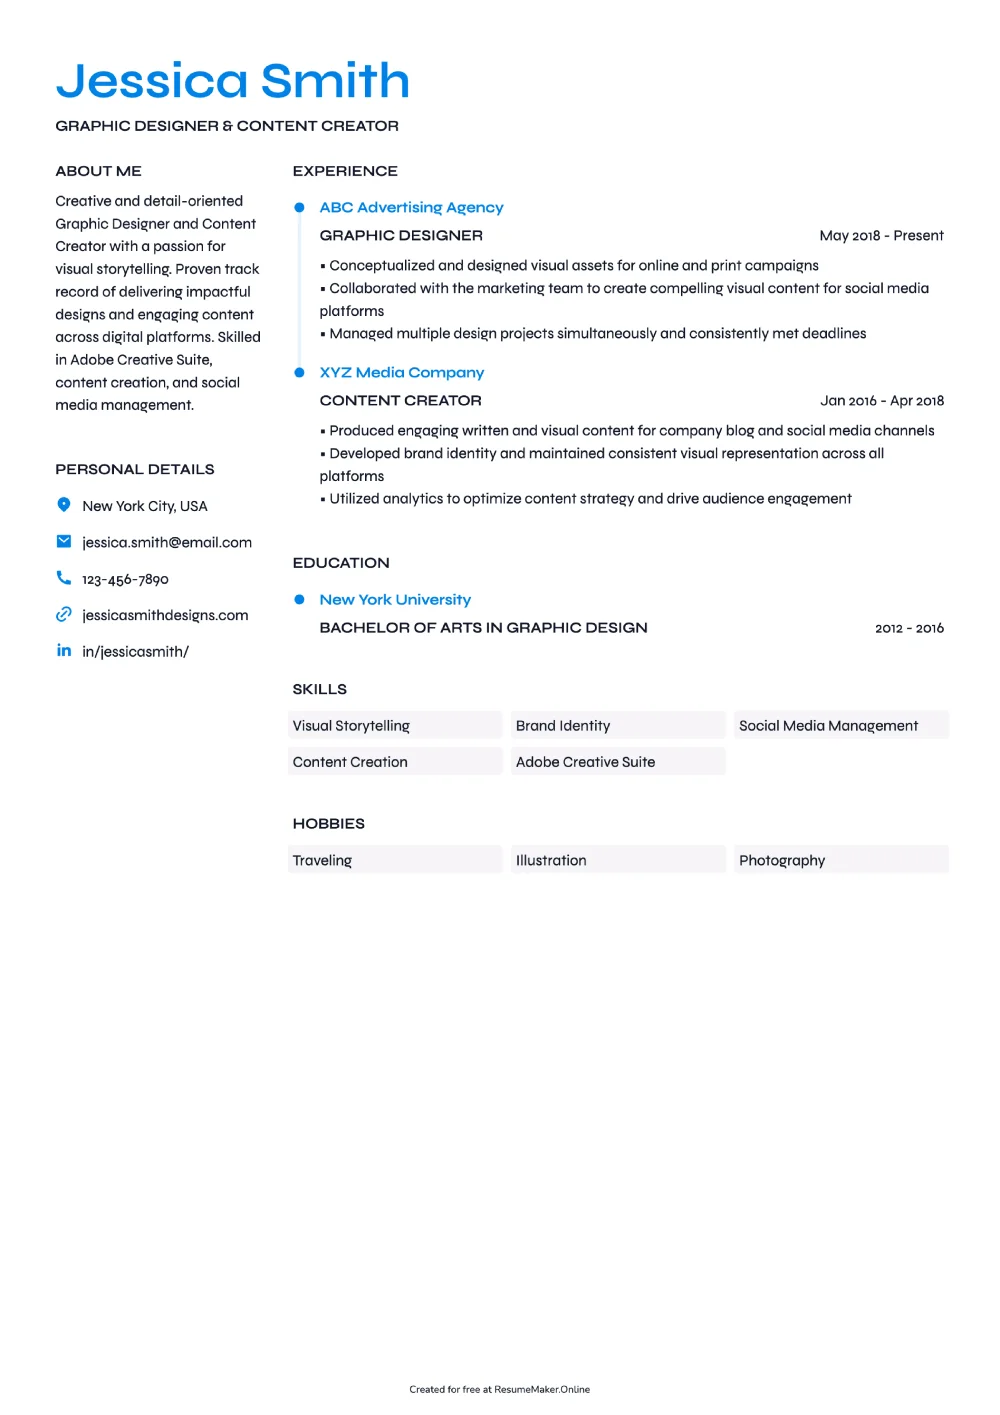 Jessica Smith
GRAPHIC DESIGNER & CONTENT CREATOR
ABOUT ME
Creative and detail-oriented
Graphic Designer and Content
Creator with a passion for
visual storytelling. Proven track
record of delivering impactful
designs and engaging content
across digital platforms. Skilled
in Adobe Creative Suite,
content creation, and social
media management.
PERSONAL DETAILS
New York City, USA
jessica.smith@email.com
123-456-7890
jessicasmithdesigns.com
in/jessicasmith/
EXPERIENCE
ABC Advertising Agency
GRAPHIC DESIGNER May 2018 - Present
▪ Conceptualized and designed visual assets for online and print campaigns
▪ Collaborated with the marketing team to create compelling visual content for social media
platforms
▪ Managed multiple design projects simultaneously and consistently met deadlines
XYZ Media Company
CONTENT CREATOR Jan 2016 - Apr 2018
▪ Produced engaging written and visual content for company blog and social media channels
▪ Developed brand identity and maintained consistent visual representation across all
platforms
▪ Utilized analytics to optimize content strategy and drive audience engagement
EDUCATION
New York University
BACHELOR OF ARTS IN GRAPHIC DESIGN 2012 - 2016
SKILLS
Visual Storytelling Brand Identity Social Media Management
Content Creation Adobe Creative Suite
HOBBIES
Traveling Illustration Photography
Created for free at ResumeMaker.Online